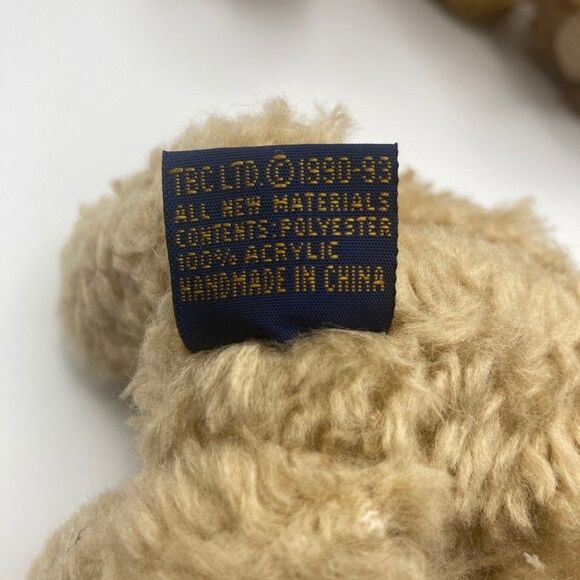 TBC LTD.© 1990-93
ALL NEW MATERIALS
CONTENTS: POLYESTER
100% ACRYLIC
HANDMADE IN CHINA